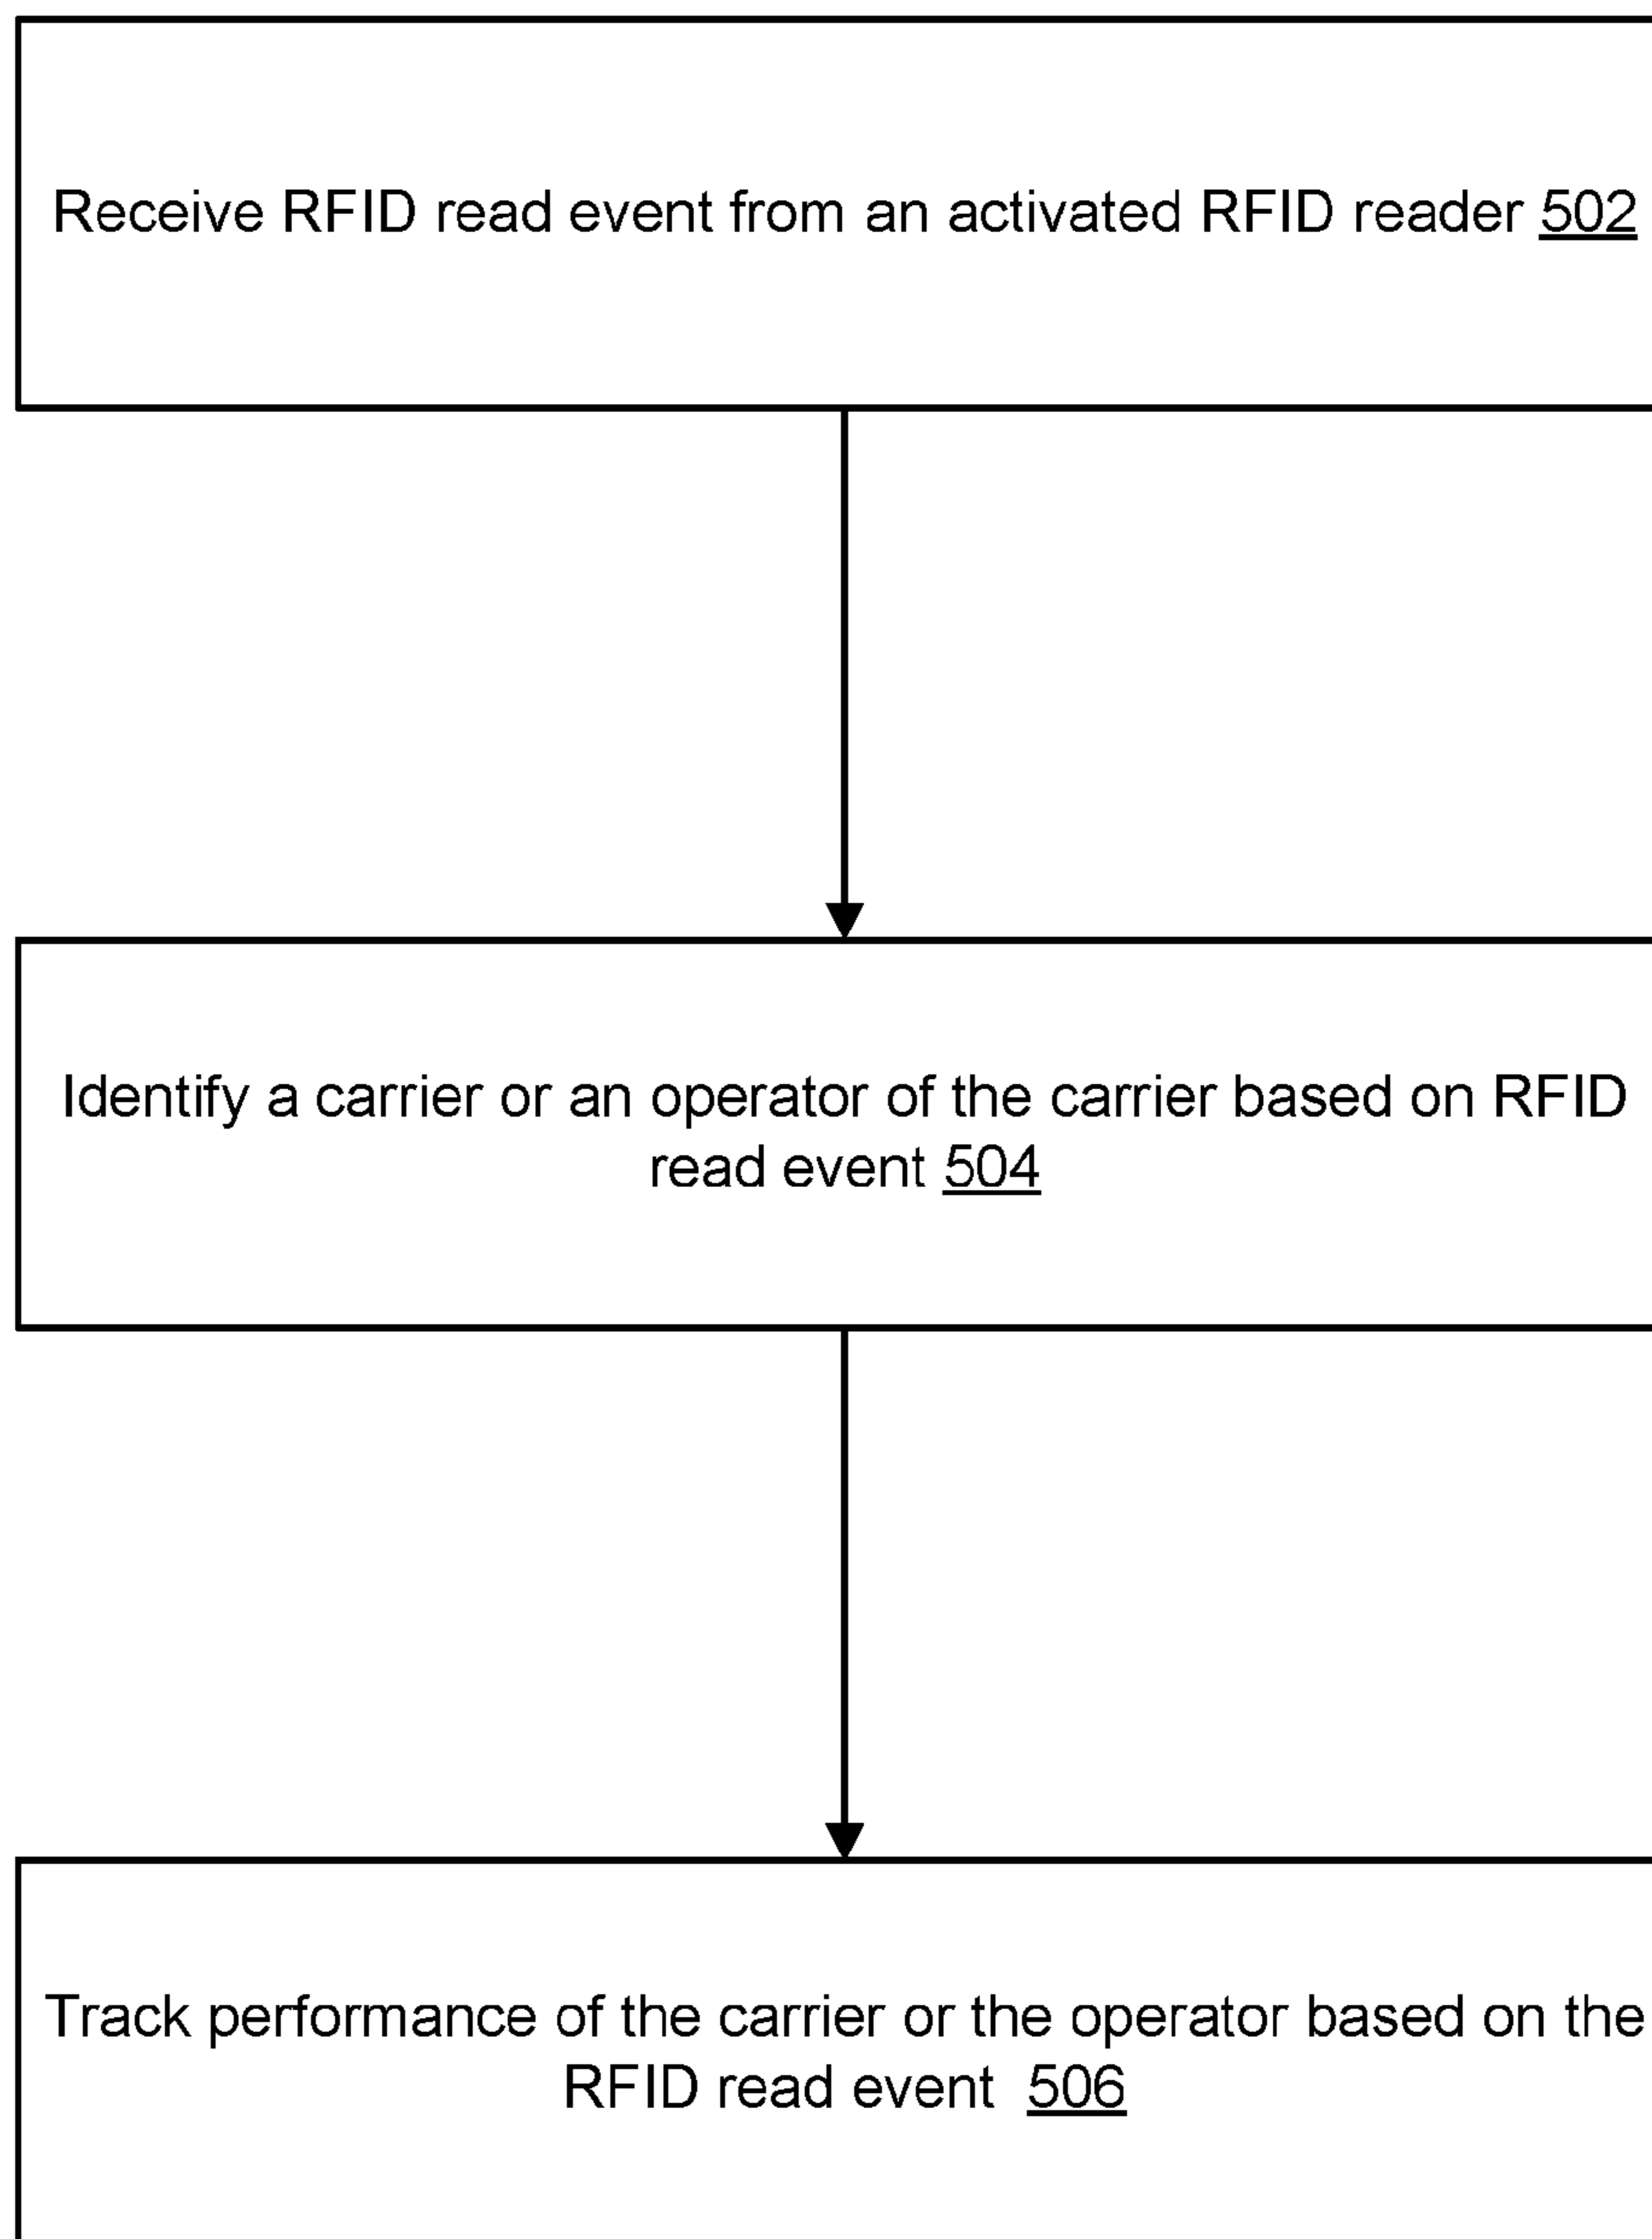 Receive RFID read event from an activated RFID reader 502
Identify a carrier or an operator of the carrier based on RFID
read event 504
Track performance of the carrier or the operator based on the
RFID read event 506